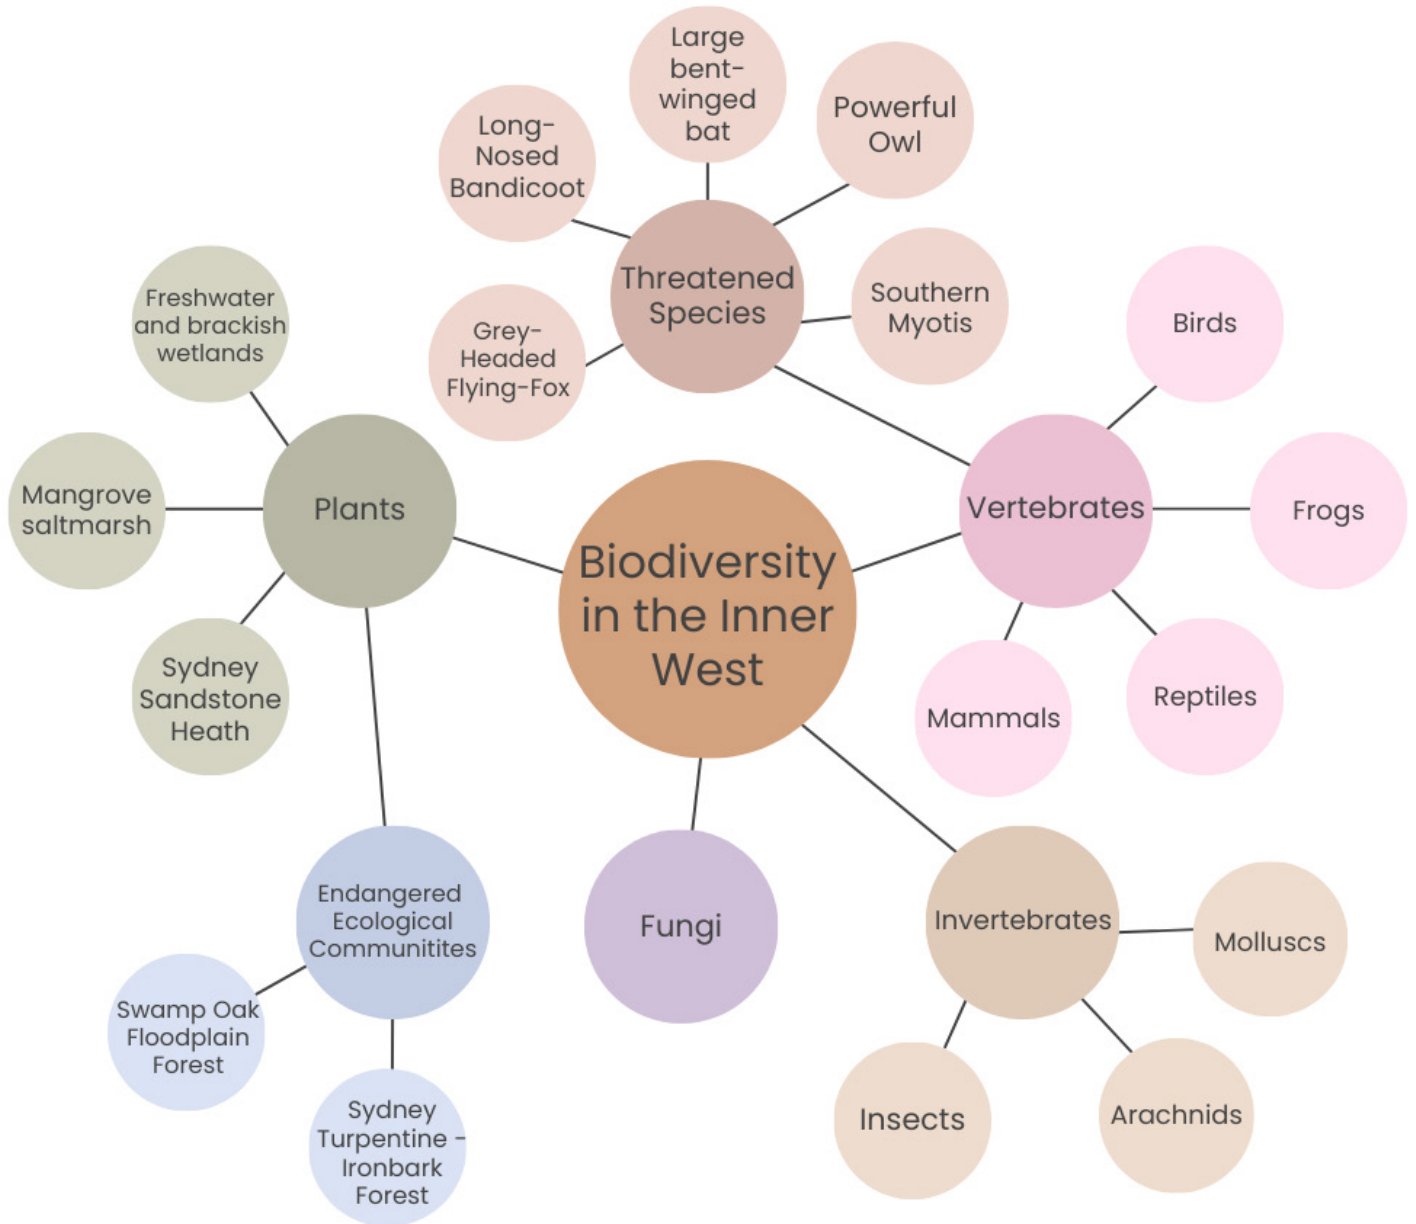 Large
bent-
winged
bat
Powerful
Owl
Long-
Nosed
Bandicoot
Threatened
Species
Southern
Myotis
Grey-
Headed
Flying-Fox
Freshwater
and brackish
wetlands
Birds
Mangrove
saltmarsh
Plants
Vertebrates
Frogs
Biodiversity
in the Inner
West
Sydney
Sandstone
Heath
Mammals
Reptiles
Endangered
Ecological
Communitites
Fungi
Invertebrates
Molluscs
Swamp Oak
Floodplain
Forest
Sydney
Turpentine -
Ironbark
Forest
Insects
Arachnids